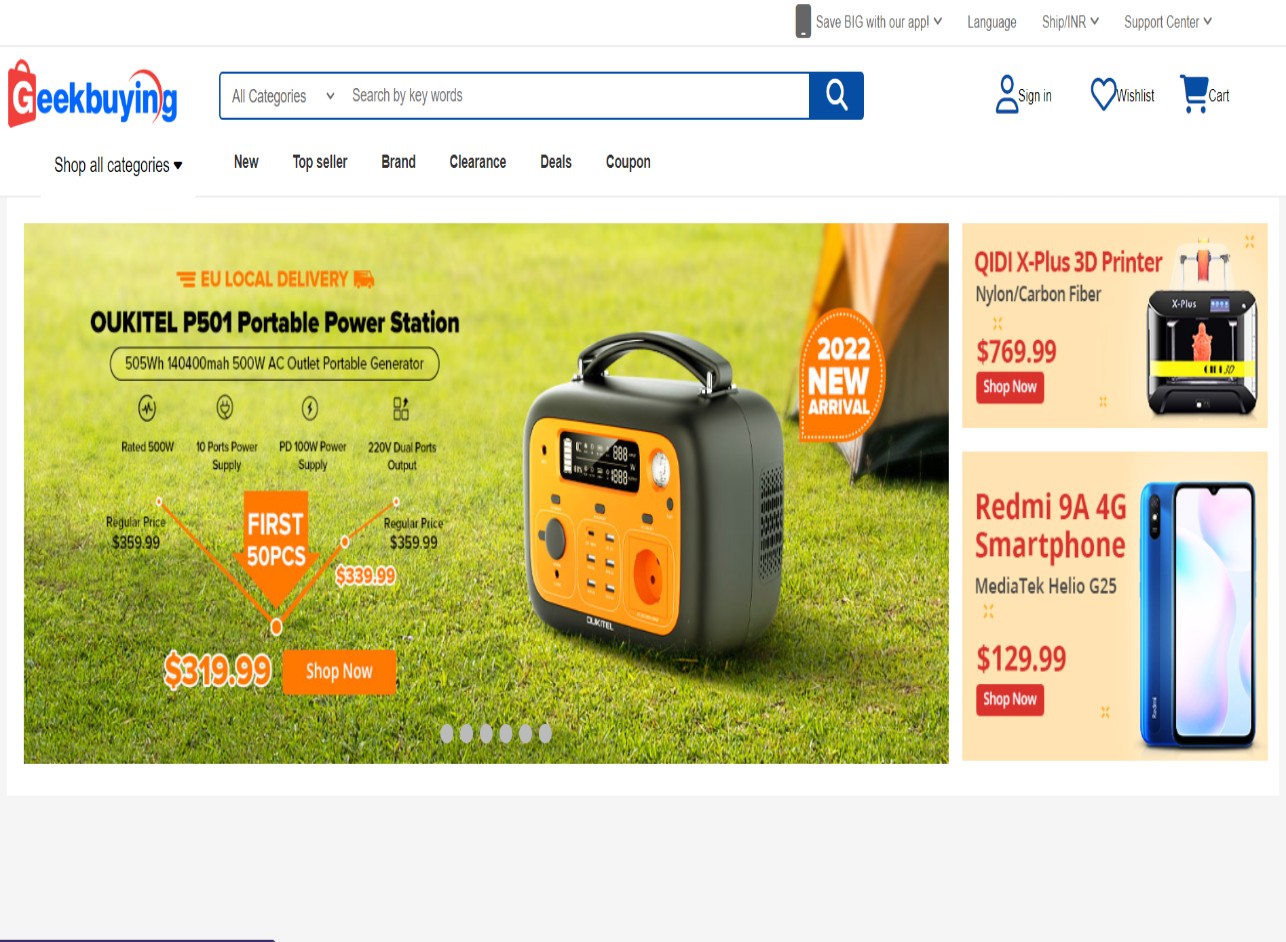 Save BIG with our app!
Language
Ship/INR
Support Center
Geekbuying
All Categories
Search by key words
Sign in
Wishlist
Cart
Shop all categories
New
Top seller
Brand
Clearance
Deals
Coupon
EU LOCAL DELIVERY
OUKITEL P501 Portable Power Station
505Wh 140400mah 500W AC Outlet Portable Generator
Rated 500W
10 Ports Power
Supply
PD 100W Power
Supply
220V Dual Ports
Output
Regular Price
$359.99
FIRST
50PCS
Regular Price
$359.99
$339.99
$319.99
Shop Now
2022
NEW
ARRIVAL
OUKITEL
QIDI X-Plus 3D Printer
Nylon/Carbon Fiber
$769.99
Shop Now
X-Plus
QIDI 3D
Redmi 9A 4G
Smartphone
MediaTek Helio G25
$129.99
Shop Now
Redmi